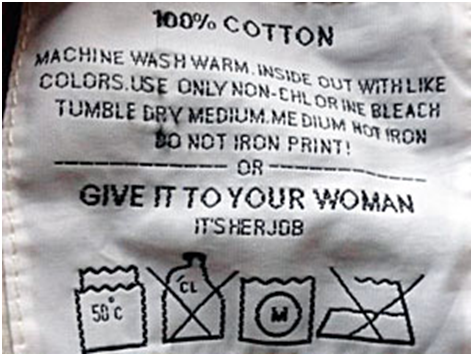 100% COTTON
MACHINE WASH WARM. INSIDE OUT WITH LIKE
COLORS. USE ONLY NON-CHLORINE BLEACH
TUMBLE DRY MEDIUM. MEDIUM HOT IRON
DO NOT IRON PRINT!
OR
GIVE IT TO YOUR WOMAN
IT'S HER JOB
50°C
CL
M